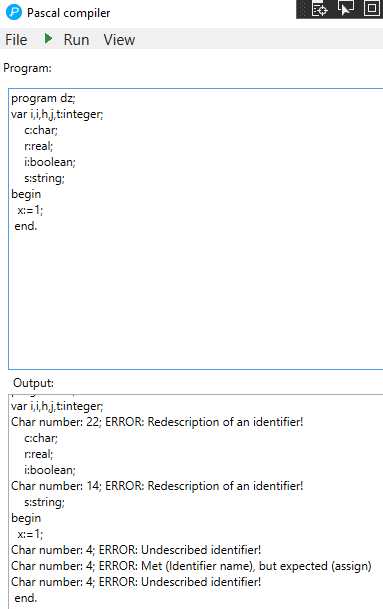 Pascal compiler
File Run View
Program:
program dz;
var i,i,h,j,t:integer;
c:char;
r:real;
i:boolean;
s:string;
begin
x:=1;
end.
Output:
var i,i,h,j,t:integer;
Char number: 22; ERROR: Redescription of an identifier!
c:char;
r:real;
i:boolean;
Char number: 14; ERROR: Redescription of an identifier!
s:string;
begin
x:=1;
Char number: 4; ERROR: Undescribed identifier!
Char number: 4; ERROR: Met (Identifier name), but expected (assign)
Char number: 4; ERROR: Undescribed identifier!
end.